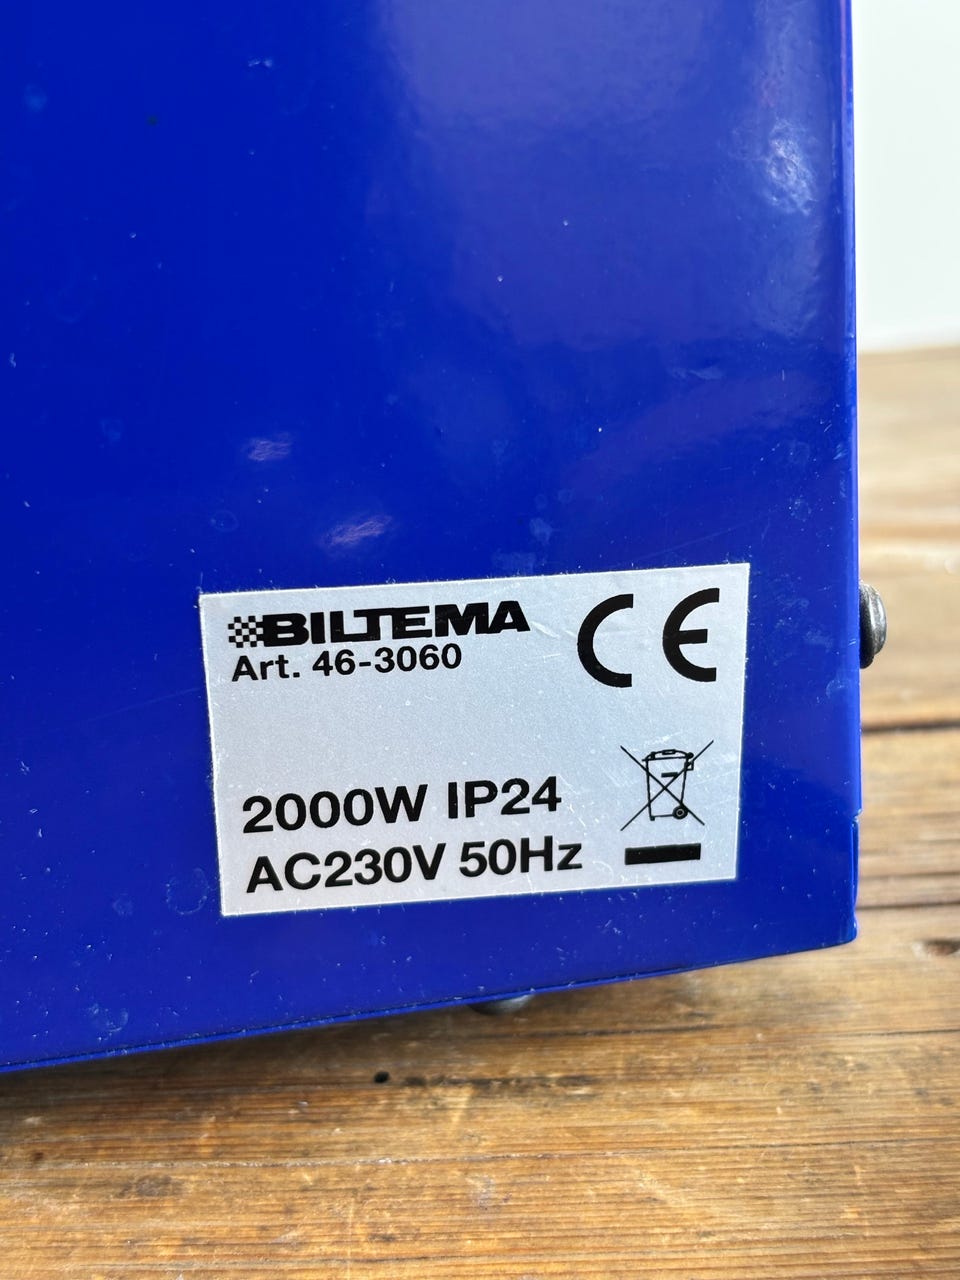 BILTEMA
Art. 46-3060
CE
2000W IP24
AC230V 50Hz